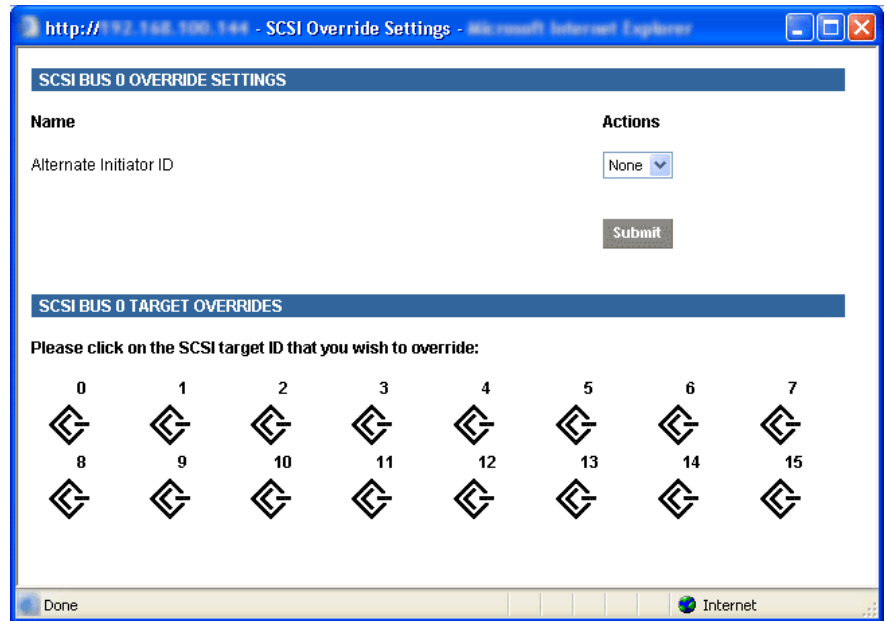 http:// - SCSI Override Settings -
SCSI BUS 0 OVERRIDE SETTINGS
Name Actions
Alternate Initiator ID None
Submit
SCSI BUS 0 TARGET OVERRIDES
Please click on the SCSI target ID that you wish to override:
0 1 2 3 4 5 6 7
8 9 10 11 12 13 14 15
Done Internet